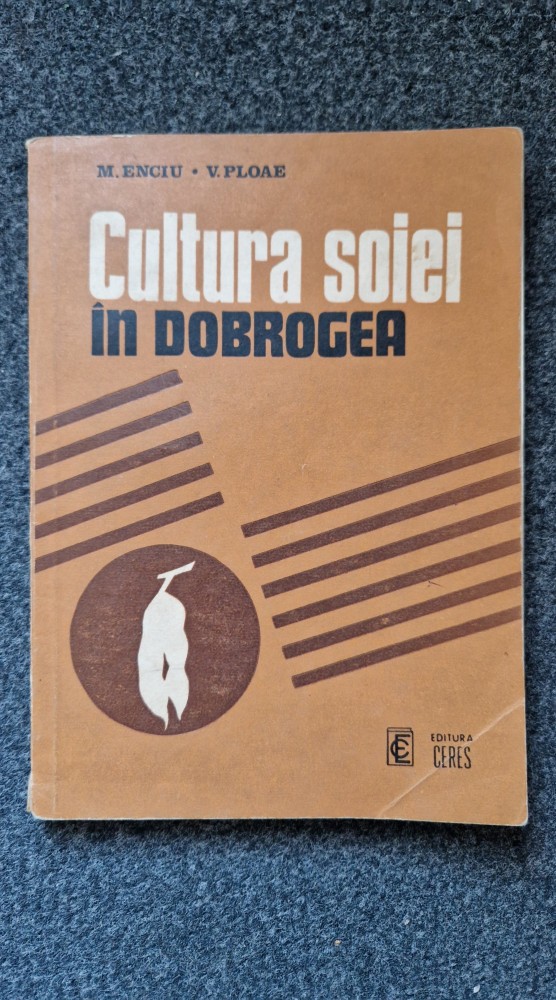 M. ENCIU • V. PLOAE
Cultura soiei
în DOBROGEA
EDITURA
CERES